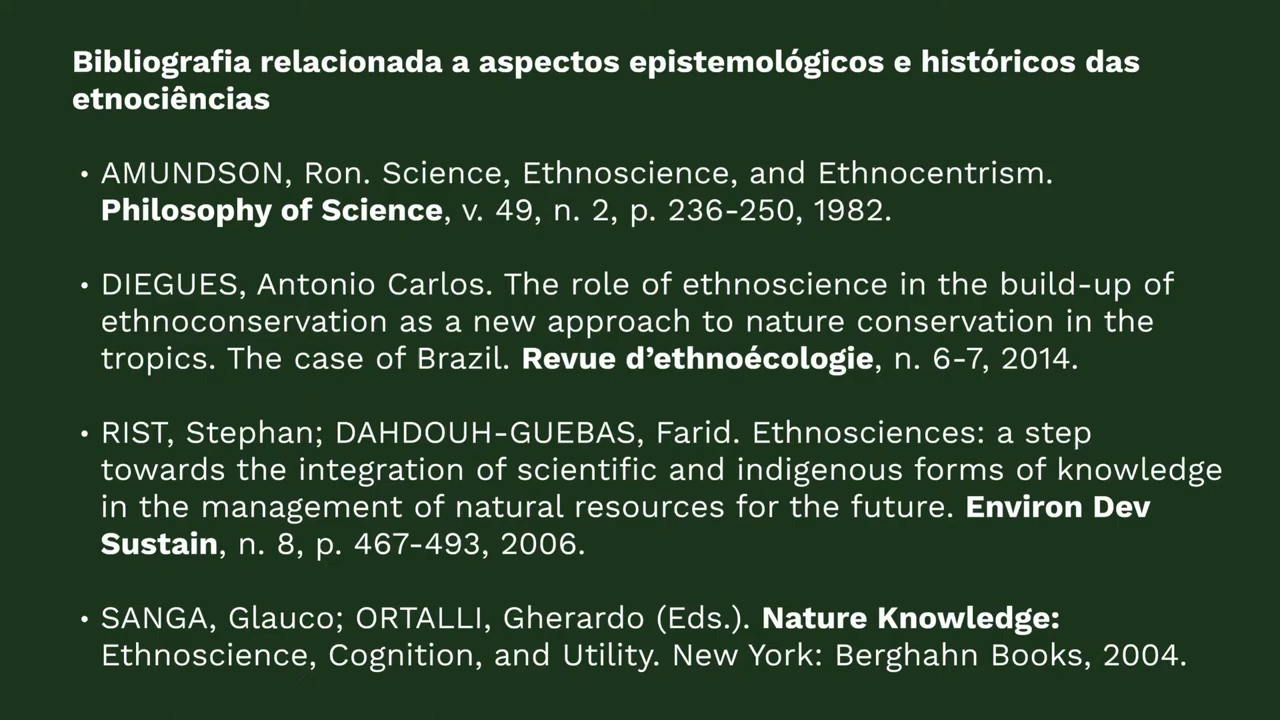 Bibliografia relacionada a aspectos epistemológicos e históricos das
etnociências
• AMUNDSON, Ron. Science, Ethnoscience, and Ethnocentrism.
Philosophy of Science, v. 49, n. 2, p. 236-250, 1982.
• DIEGUES, Antonio Carlos. The role of ethnoscience in the build-up of
ethnoconservation as a new approach to nature conservation in the
tropics. The case of Brazil. Revue d’ethnoécologie, n. 6-7, 2014.
• RIST, Stephan; DAHDOUH-GUEBAS, Farid. Ethnosciences: a step
towards the integration of scientific and indigenous forms of knowledge
in the management of natural resources for the future. Environ Dev
Sustain, n. 8, p. 467-493, 2006.
• SANGA, Glauco; ORTALLI, Gherardo (Eds.). Nature Knowledge:
Ethnoscience, Cognition, and Utility. New York: Berghahn Books, 2004.